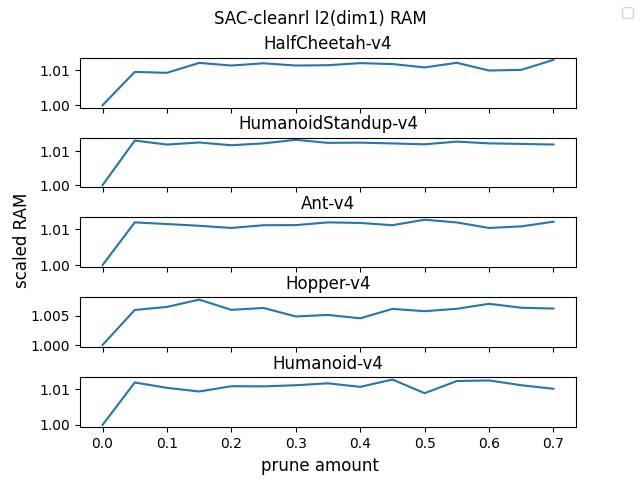 SAC-cleanrl l2(dim1) RAM
HalfCheetah-v4
1.01
1.00
HumanoidStandup-v4
1.01
1.00
Ant-v4
1.01
1.00
Hopper-v4
1.005
1.000
Humanoid-v4
1.01
1.00
0.0 0.1 0.2 0.3 0.4 0.5 0.6 0.7
prune amount
scaled RAM